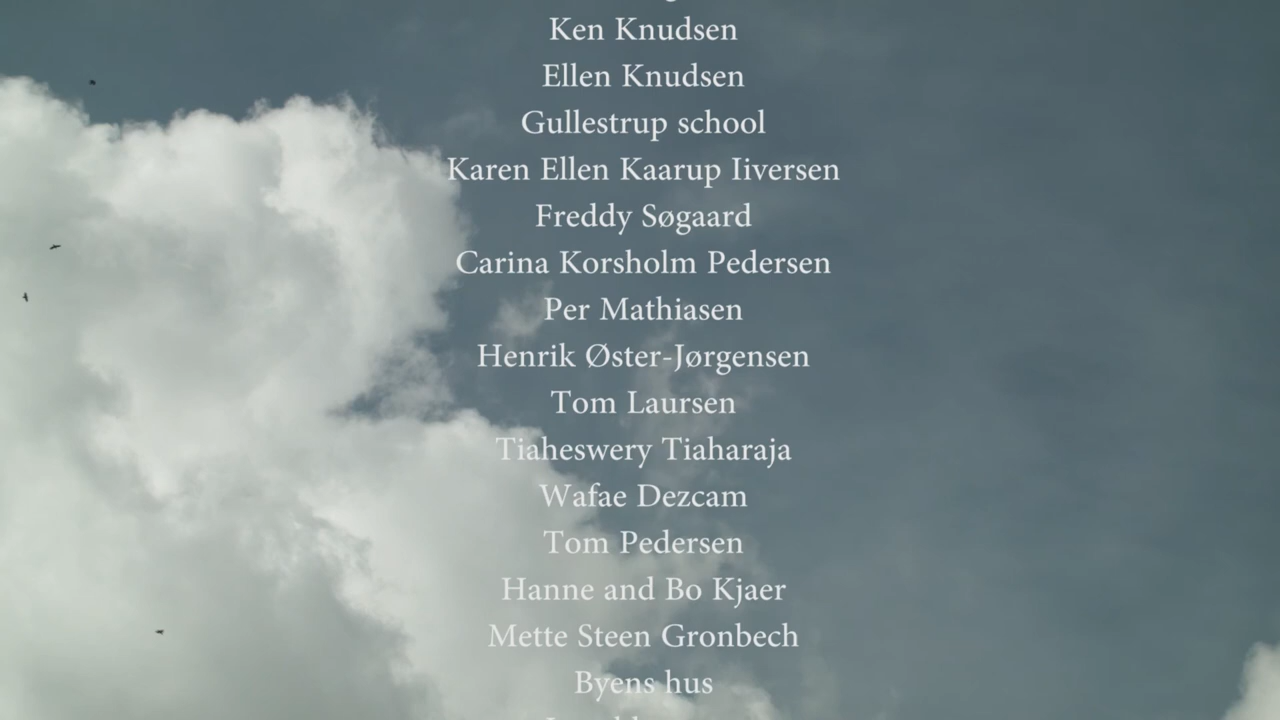 Ken Knudsen
Ellen Knudsen
Gullestrup school
Karen Ellen Kaarup Iiversen
Freddy Søgaard
Carina Korsholm Pedersen
Per Mathiasen
Henrik Øster-Jørgensen
Tom Laursen
Tiaheswery Tiaharaja
Wafae Dezcam
Tom Pedersen
Hanne and Bo Kjaer
Mette Steen Gronbech
Byens hus